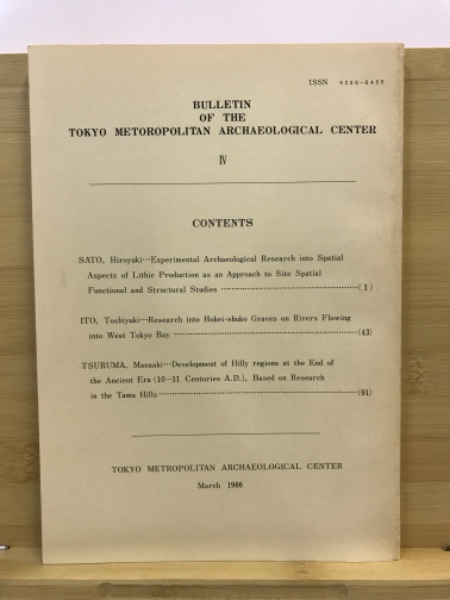 ISSN 0286-6459
BULLETIN
OF THE
TOKYO METOROPOLITAN ARCHAEOLOGICAL CENTER
Ⅳ
CONTENTS
SATO, Hiroyuki…Experimental Archaeological Research into Spatial
Aspects of Lithic Production as an Approach to Site Spatial
Functional and Structural Studies ……………………………………( 1 )
ITO, Toshiyuki…Research into Hokei-shuko Graves on Rivers Flowing
into West Tokyo Bay ……………………………………………………(43)
TSURUMA, Masaaki…Development of Hilly regions at the End of
the Ancient Era (10−11 Centuries A.D.), Based on Research
in the Tama Hills……………………………………………………………(91)
TOKYO METROPOLITAN ARCHAEOLOGICAL CENTER
March 1986